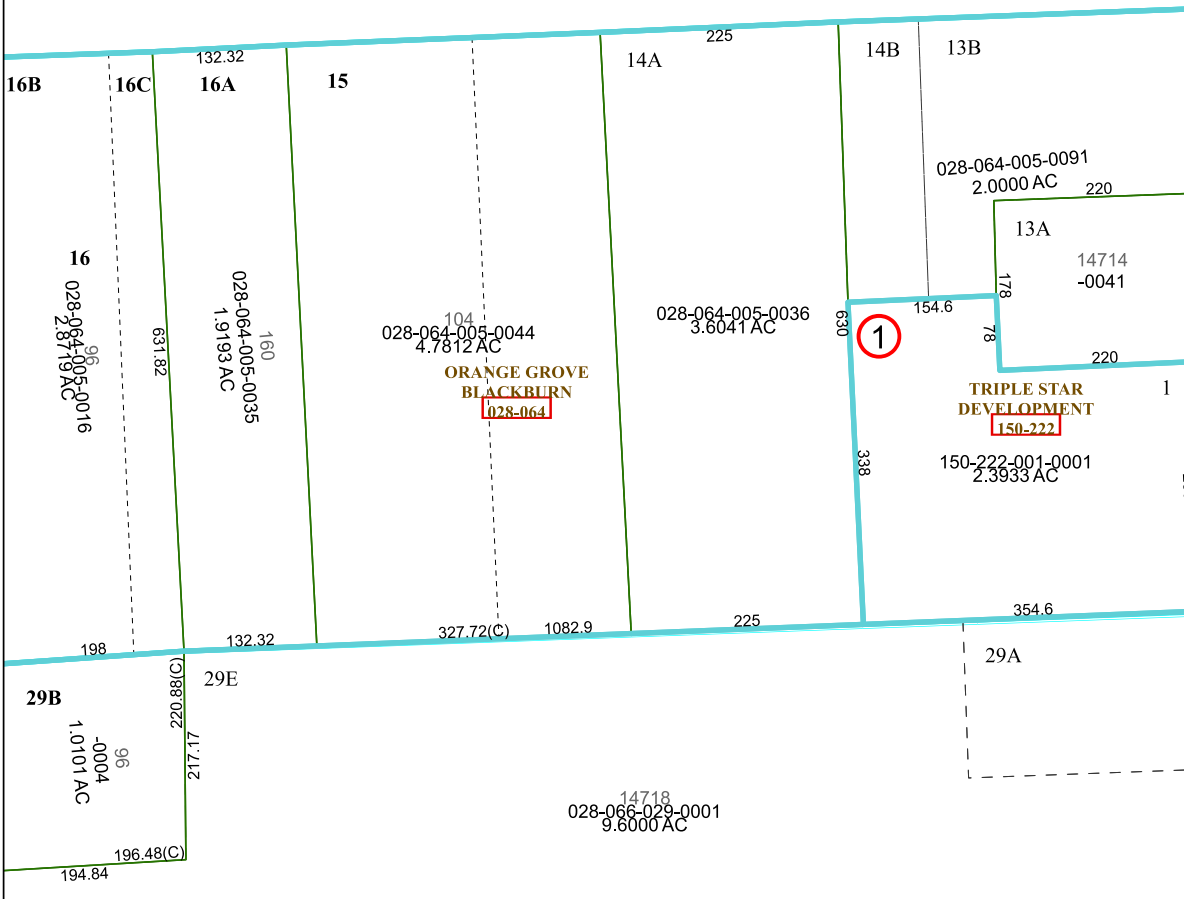 225
132.32
14B
13B
14A
16B
16C
16A
15
028-064-005-0091
2.0000 AC
220
13A
16
14714
-0041
178
154.6
028-064-005-0016
2.8719 AC
96
631.82
028-064-005-0035
1.9193 AC
160
104
028-064-005-0044
4.7812 AC
ORANGE GROVE
BLACKBURN
028-064
028-064-005-0036
3.6041 AC
630
1
78
220
TRIPLE STAR
DEVELOPMENT
150-222
1
338
150-222-001-0001
2.3933 AC
354.6
225
1082.9
327.72(C)
132.32
198
29A
29E
220.88(C)
29B
217.17
96
-0004
1.0101 AC
14718
028-066-029-0001
9.6000 AC
196.48(C)
194.84